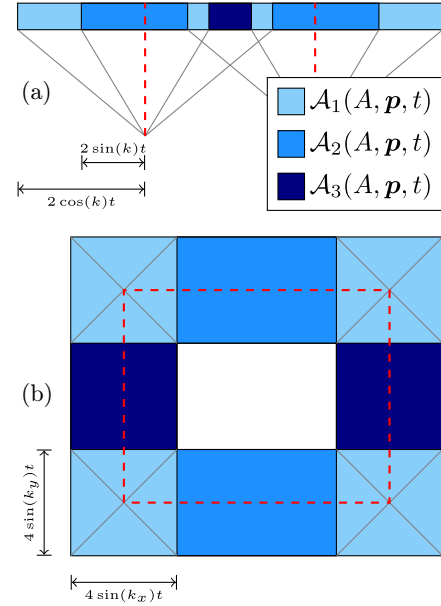 (a)
2 sin(k)t
2 cos(k)t
𝒜₁(A, 𝒑, t)
𝒜₂(A, 𝒑, t)
𝒜₃(A, 𝒑, t)
(b)
4 sin(k_y)t
4 sin(k_x)t